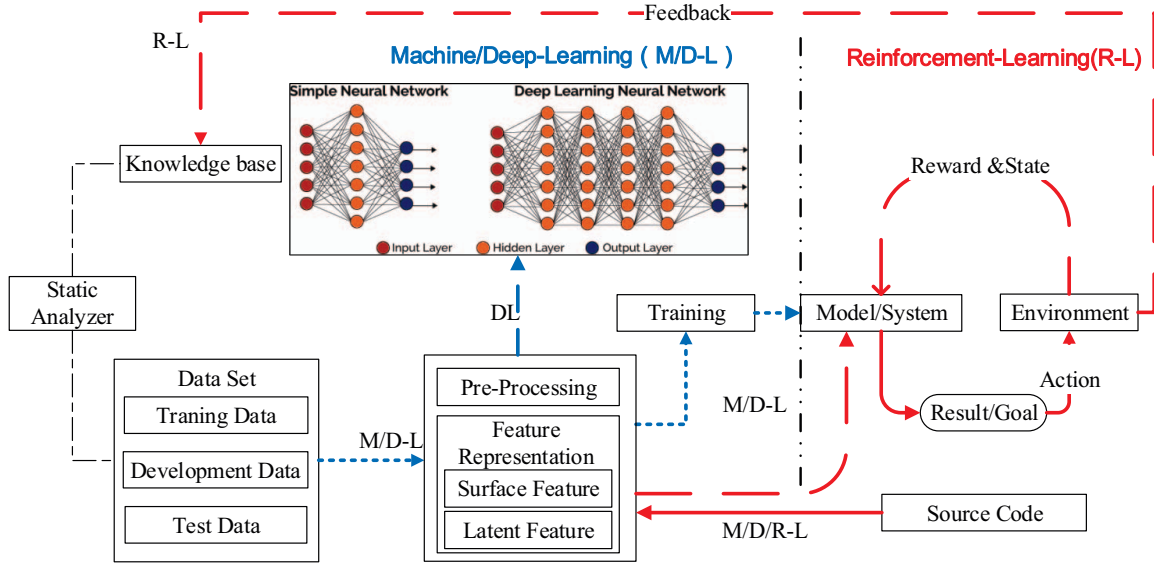 Feedback
R-L
Machine/Deep-Learning ( M/D-L )
Reinforcement-Learning(R-L)
Simple Neural Network
Deep Learning Neural Network
Knowledge base
Reward &State
Input Layer
Hidden Layer
Output Layer
Static
Analyzer
DL
Training
Model/System
Environment
Data Set
Traning Data
Development Data
Test Data
M/D-L
Pre-Processing
Feature
Representation
Surface Feature
Latent Feature
M/D-L
Result/Goal
Action
M/D/R-L
Source Code